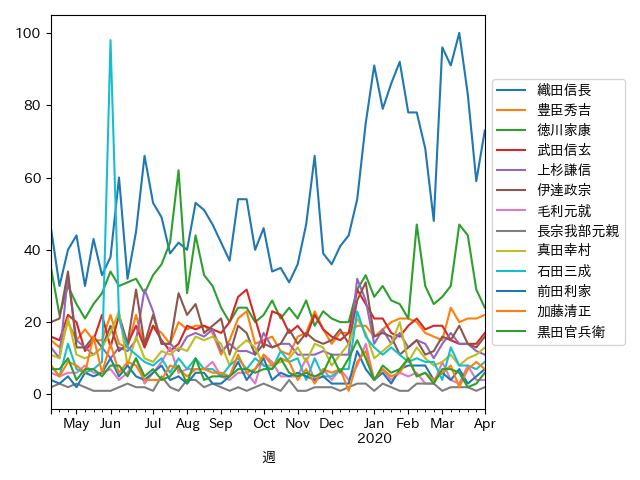 100
80
60
40
20
0
May Jun Jul Aug Sep Oct Nov Dec Jan Feb Mar Apr
2020
週
織田信長
豊臣秀吉
徳川家康
武田信玄
上杉謙信
伊達政宗
毛利元就
長宗我部元親
真田幸村
石田三成
前田利家
加藤清正
黒田官兵衛